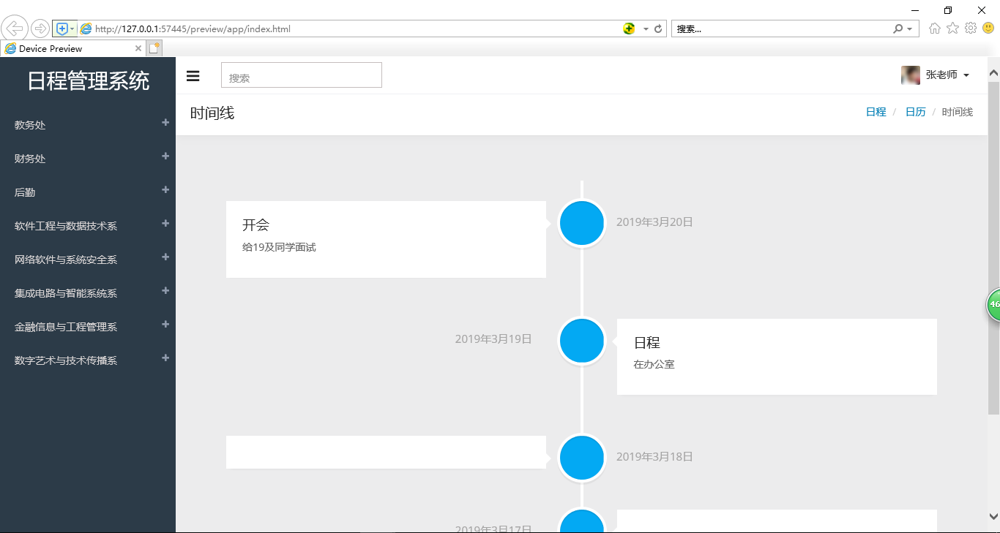 http://127.0.0.1:57445/preview/app/index.html
搜索...
Device Preview
日程管理系统
搜索
张老师
教务处
财务处
后勤
软件工程与数据技术系
网络软件与系统安全系
集成电路与智能系统系
金融信息与工程管理系
数字艺术与技术传播系
时间线
日程 / 日历 / 时间线
开会
给19及同学面试
2019年3月20日
2019年3月19日
日程
在办公室
2019年3月18日
2019年3月17日
46